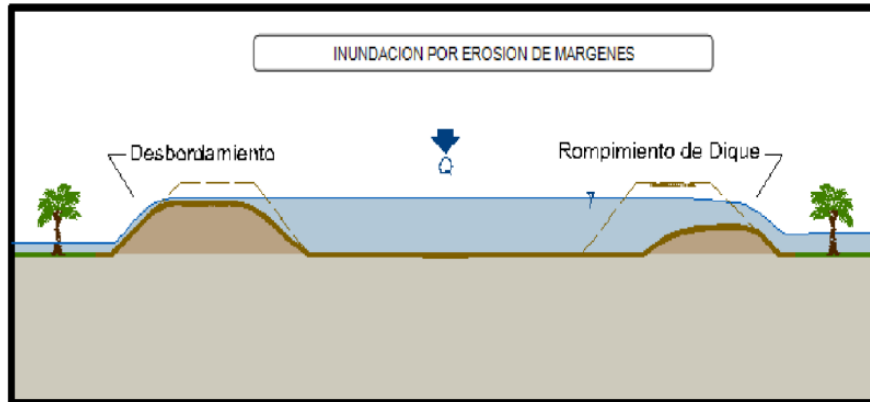 INUNDACION POR EROSION DE MARGENES
Desbordamiento
Q
Rompimiento de Dique